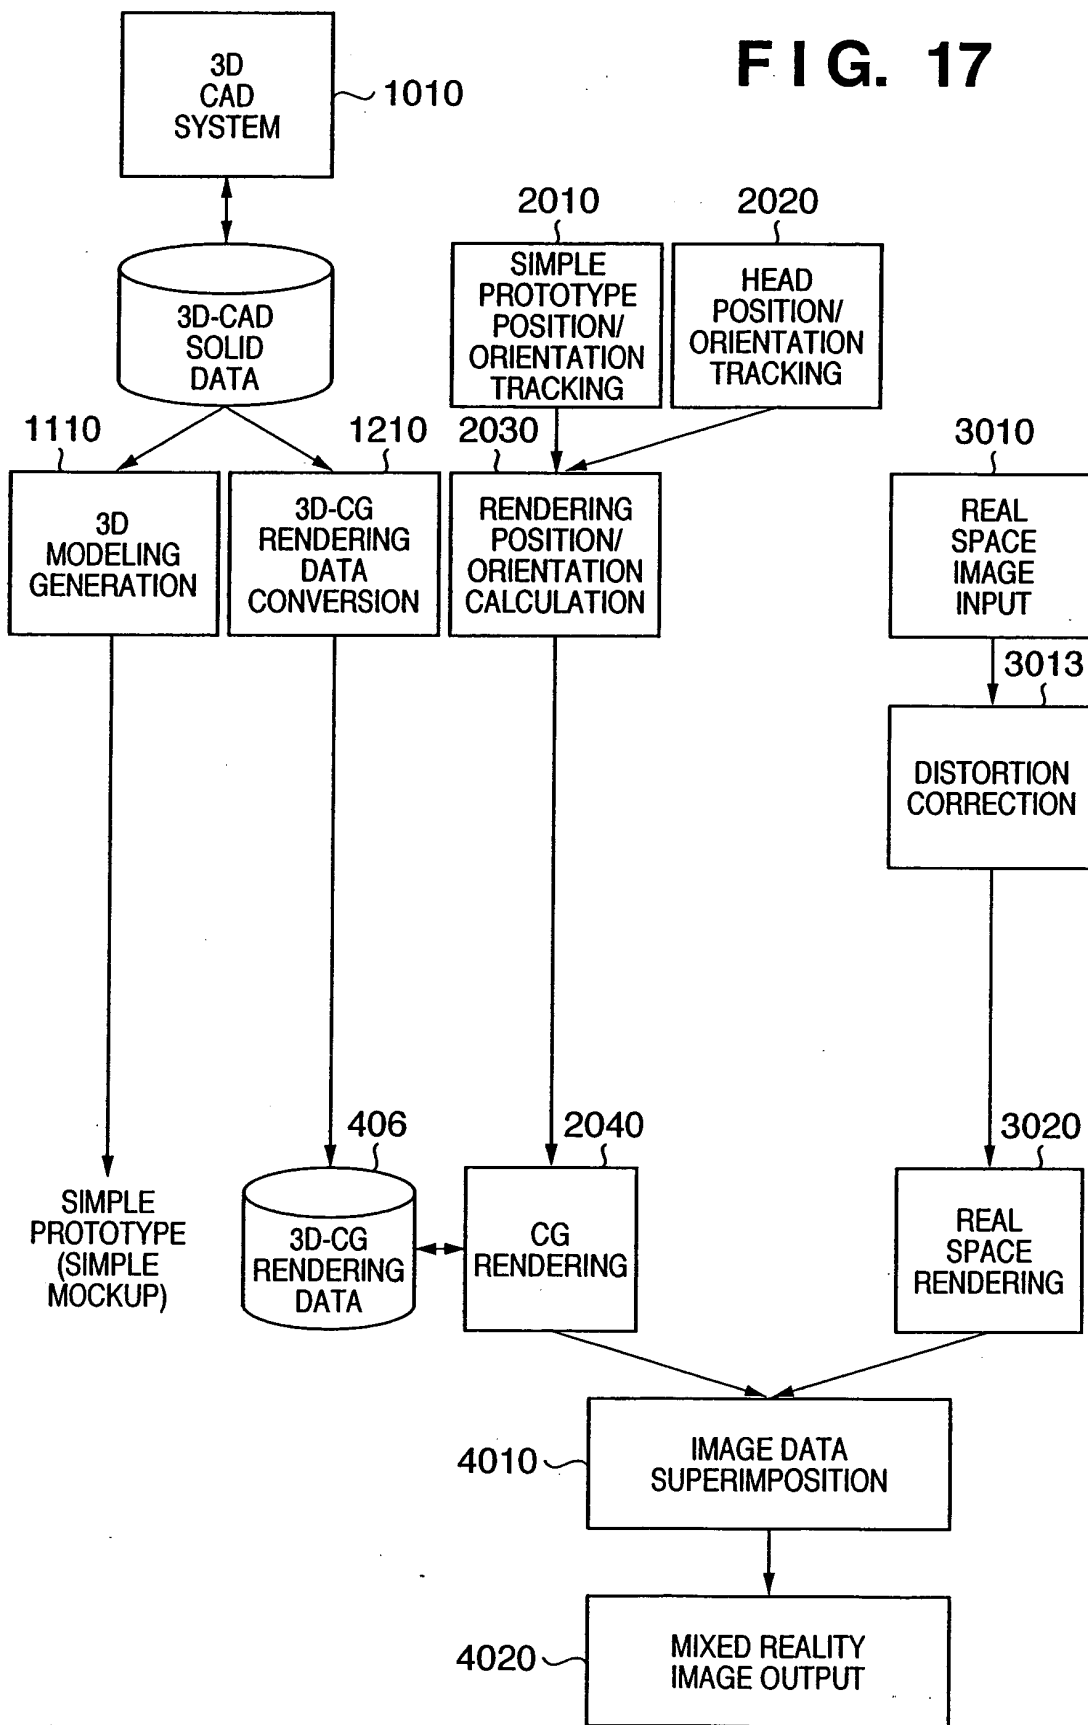 FIG. 17
3D
CAD
SYSTEM
1010
3D-CAD
SOLID
DATA
2010
SIMPLE
PROTOTYPE
POSITION/
ORIENTATION
TRACKING
2020
HEAD
POSITION/
ORIENTATION
TRACKING
1110
3D
MODELING
GENERATION
1210
3D-CG
RENDERING
DATA
CONVERSION
2030
RENDERING
POSITION/
ORIENTATION
CALCULATION
3010
REAL
SPACE
IMAGE
INPUT
3013
DISTORTION
CORRECTION
SIMPLE
PROTOTYPE
(SIMPLE
MOCKUP)
406
3D-CG
RENDERING
DATA
2040
CG
RENDERING
3020
REAL
SPACE
RENDERING
4010
IMAGE DATA
SUPERIMPOSITION
4020
MIXED REALITY
IMAGE OUTPUT